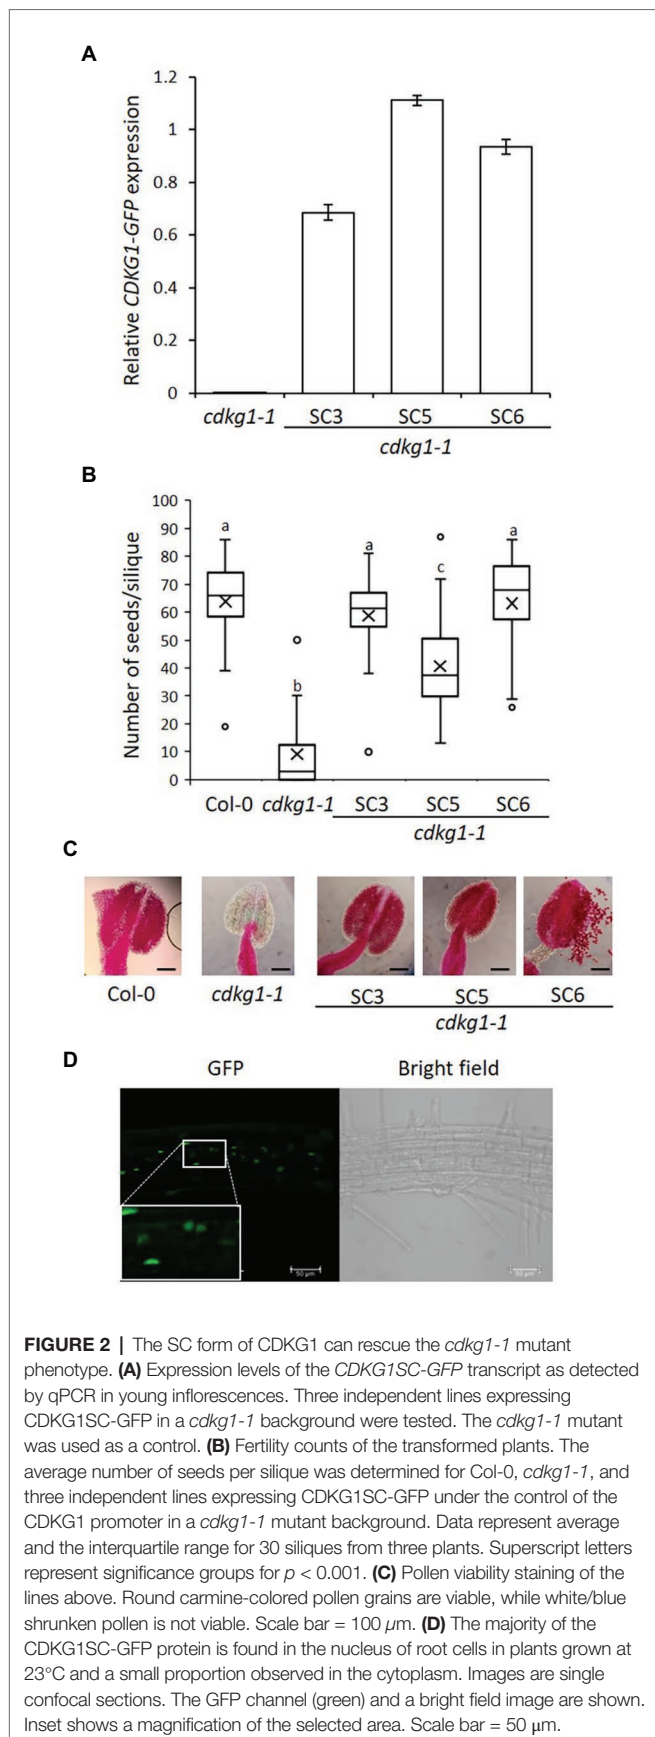 A
1.2
1
0.8
0.6
0.4
0.2
0
Relative CDKG1-GFP expression
cdkg1-1 SC3 SC5 SC6
cdkg1-1
B
100
90
80
70
60
50
40
30
20
10
0
Number of seeds/silique
a
b
a
c
a
Col-0 cdkg1-1 SC3 SC5 SC6
cdkg1-1
C
Col-0 cdkg1-1 SC3 SC5 SC6
cdkg1-1
D
GFP Bright field
50 µm 50 µm
FIGURE 2 | The SC form of CDKG1 can rescue the cdkg1-1 mutant
phenotype. (A) Expression levels of the CDKG1SC-GFP transcript as detected
by qPCR in young inflorescences. Three independent lines expressing
CDKG1SC-GFP in a cdkg1-1 background were tested. The cdkg1-1 mutant
was used as a control. (B) Fertility counts of the transformed plants. The
average number of seeds per silique was determined for Col-0, cdkg1-1, and
three independent lines expressing CDKG1SC-GFP under the control of the
CDKG1 promoter in a cdkg1-1 mutant background. Data represent average
and the interquartile range for 30 siliques from three plants. Superscript letters
represent significance groups for p < 0.001. (C) Pollen viability staining of the
lines above. Round carmine-colored pollen grains are viable, while white/blue
shrunken pollen is not viable. Scale bar = 100 µm. (D) The majority of the
CDKG1SC-GFP protein is found in the nucleus of root cells in plants grown at
23°C and a small proportion observed in the cytoplasm. Images are single
confocal sections. The GFP channel (green) and a bright field image are shown.
Inset shows a magnification of the selected area. Scale bar = 50 μm.